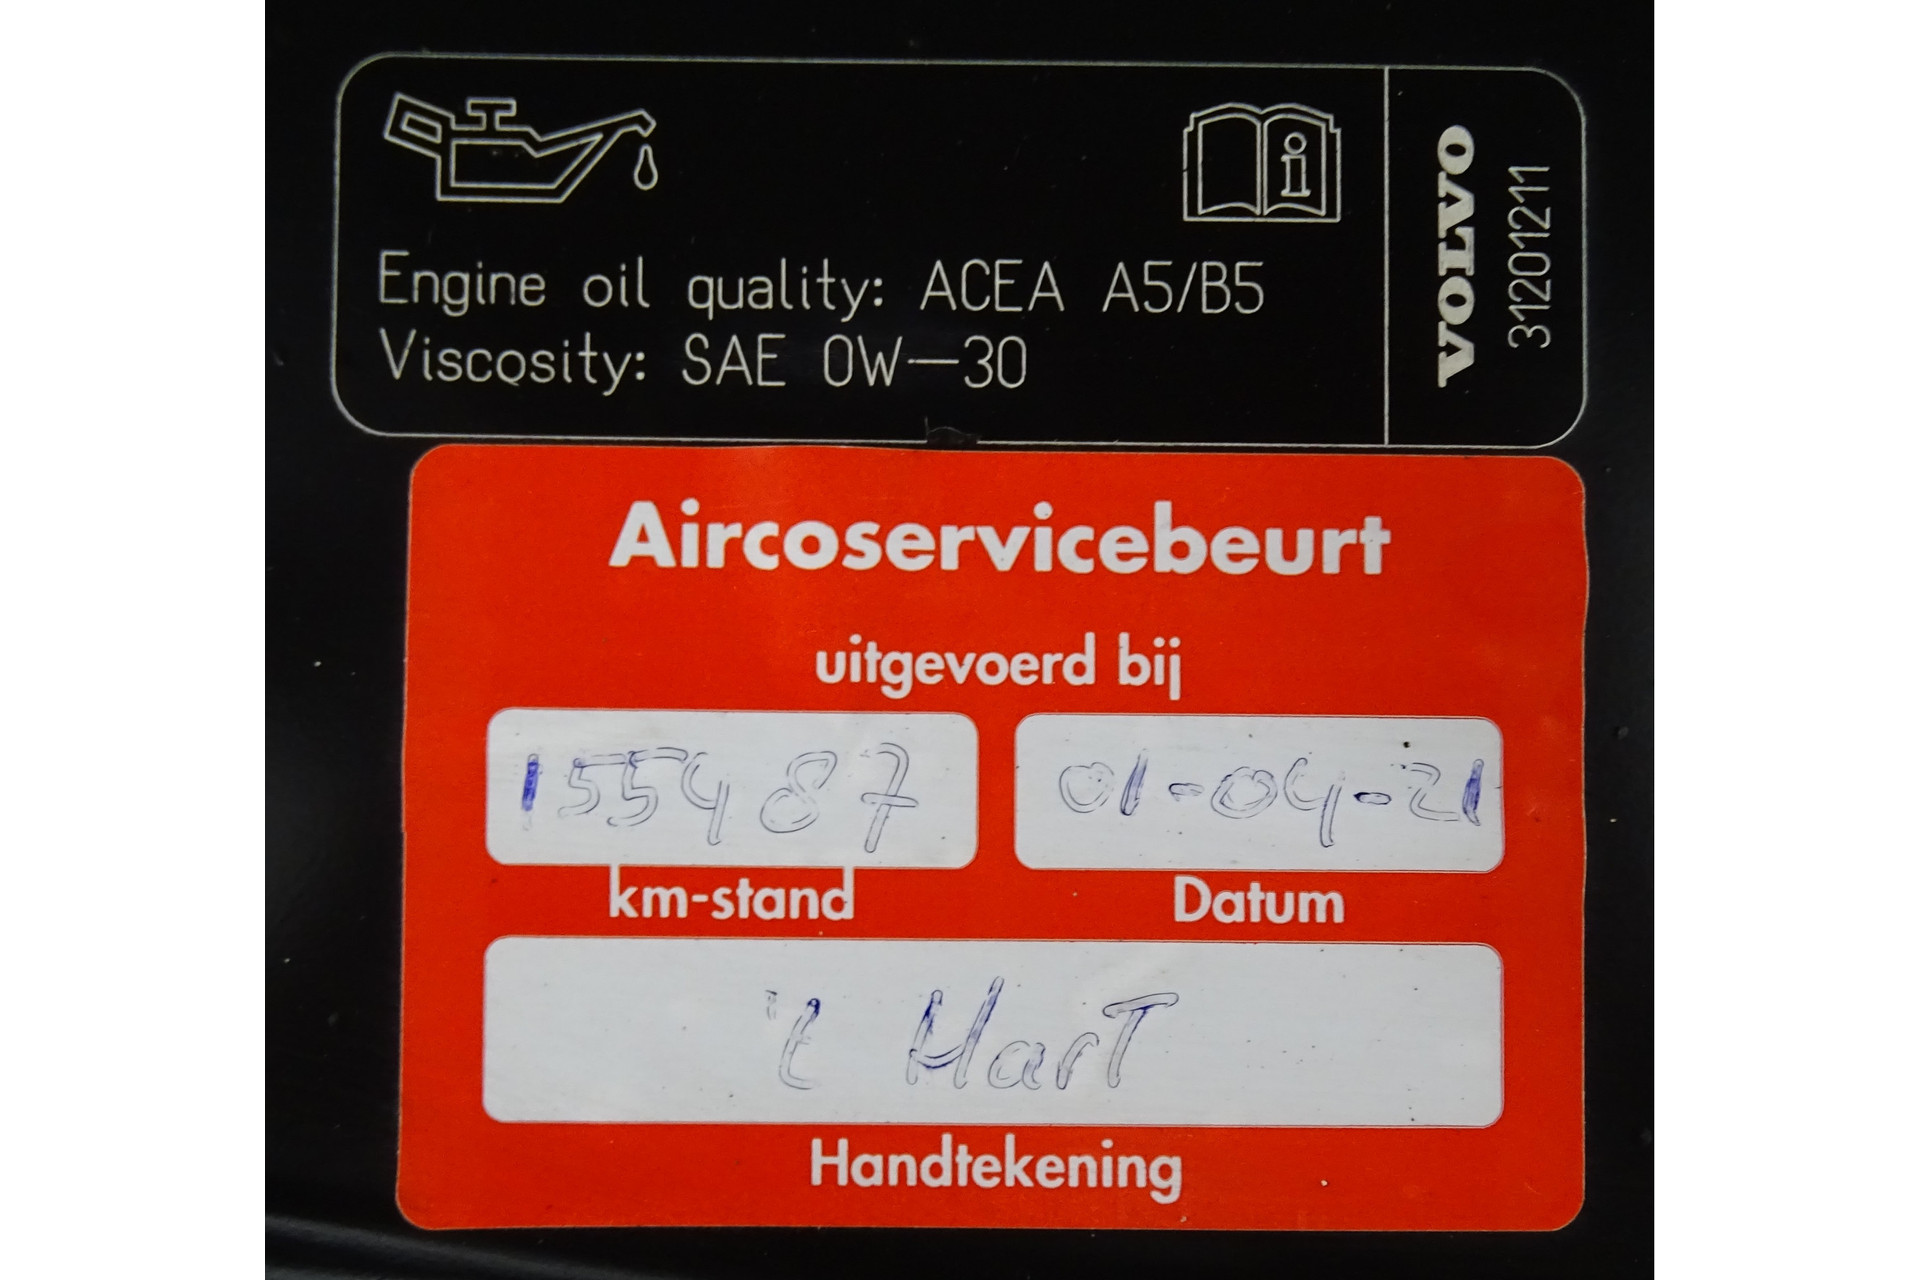 Engine oil quality: ACEA A5/B5
Viscosity: SAE 0W-30
VOLVO
31201211
Aircoservicebeurt
uitgevoerd bij
155487
01-04-21
km-stand
Datum
't Hart
Handtekening